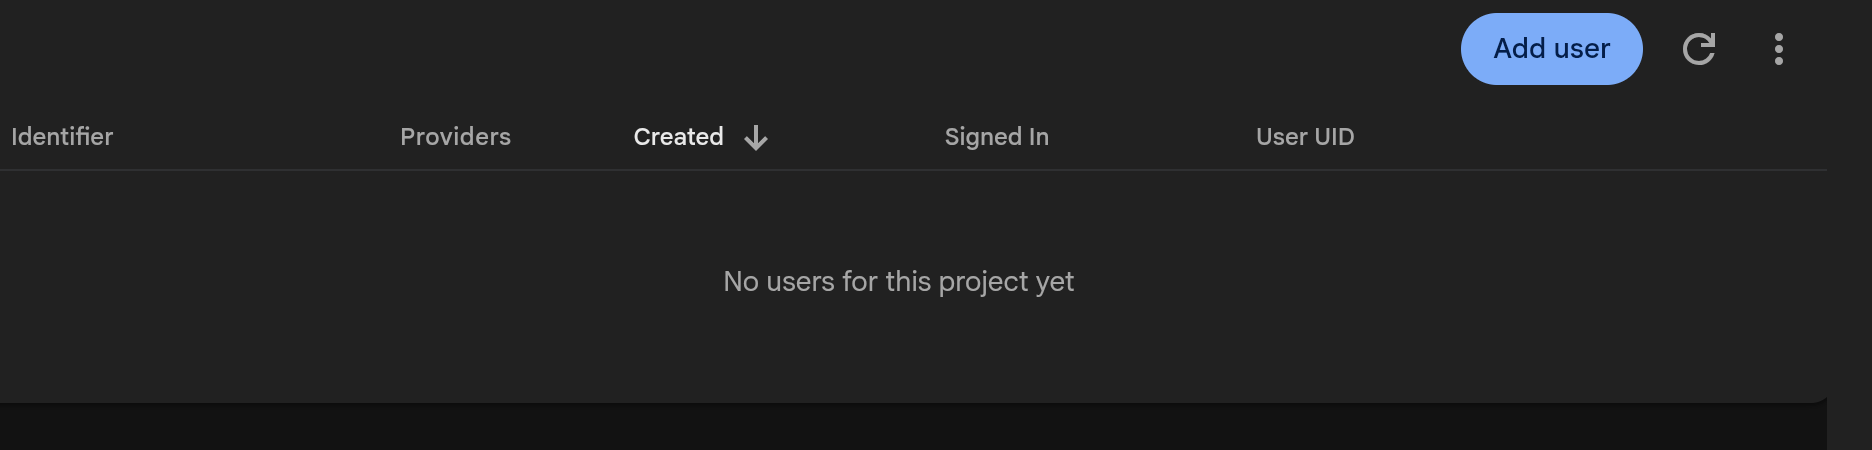 Add user
Identifier Providers Created Signed In User UID
No users for this project yet